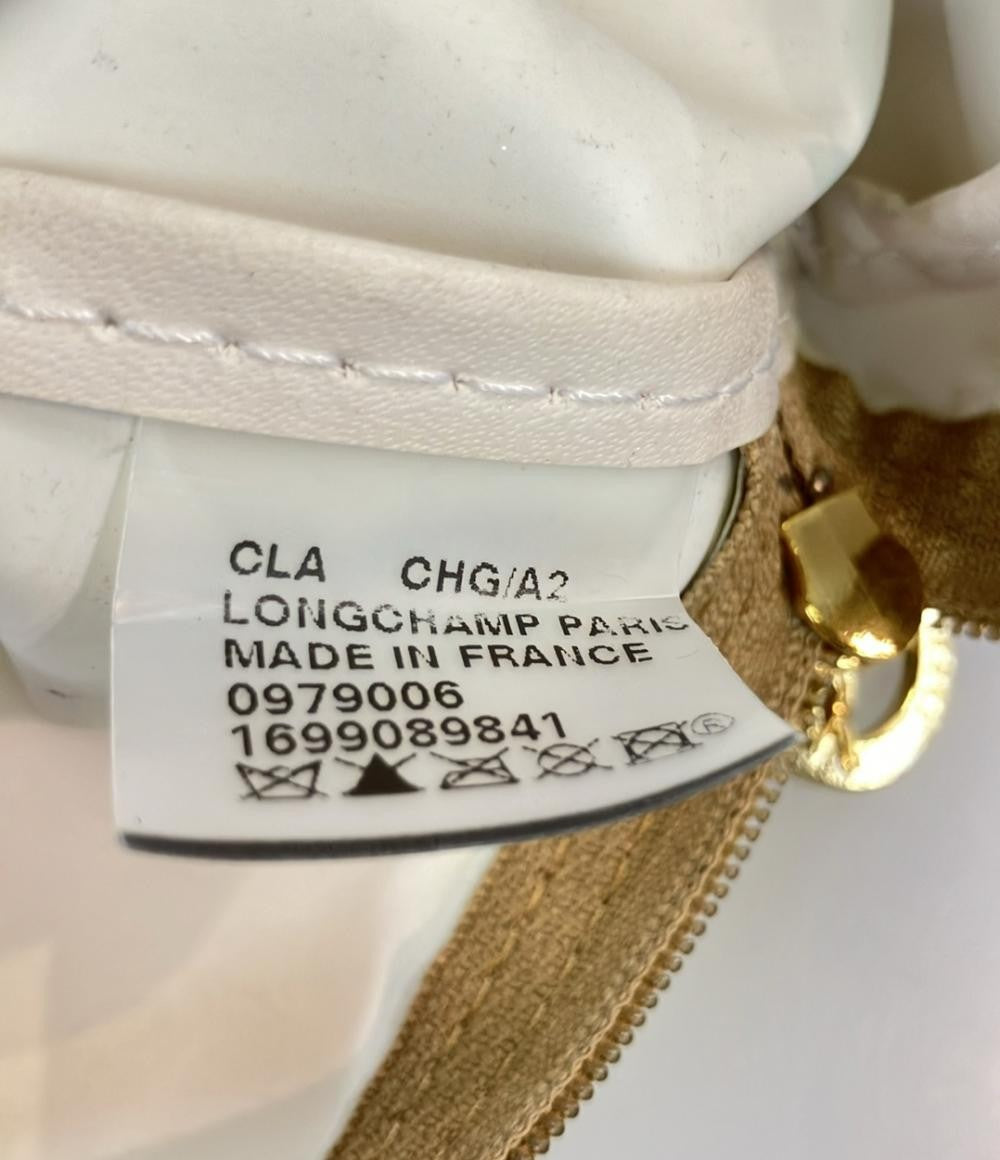 CLA CHG/A2
LONGCHAMP PARIS
MADE IN FRANCE
0979006
1699089841
®